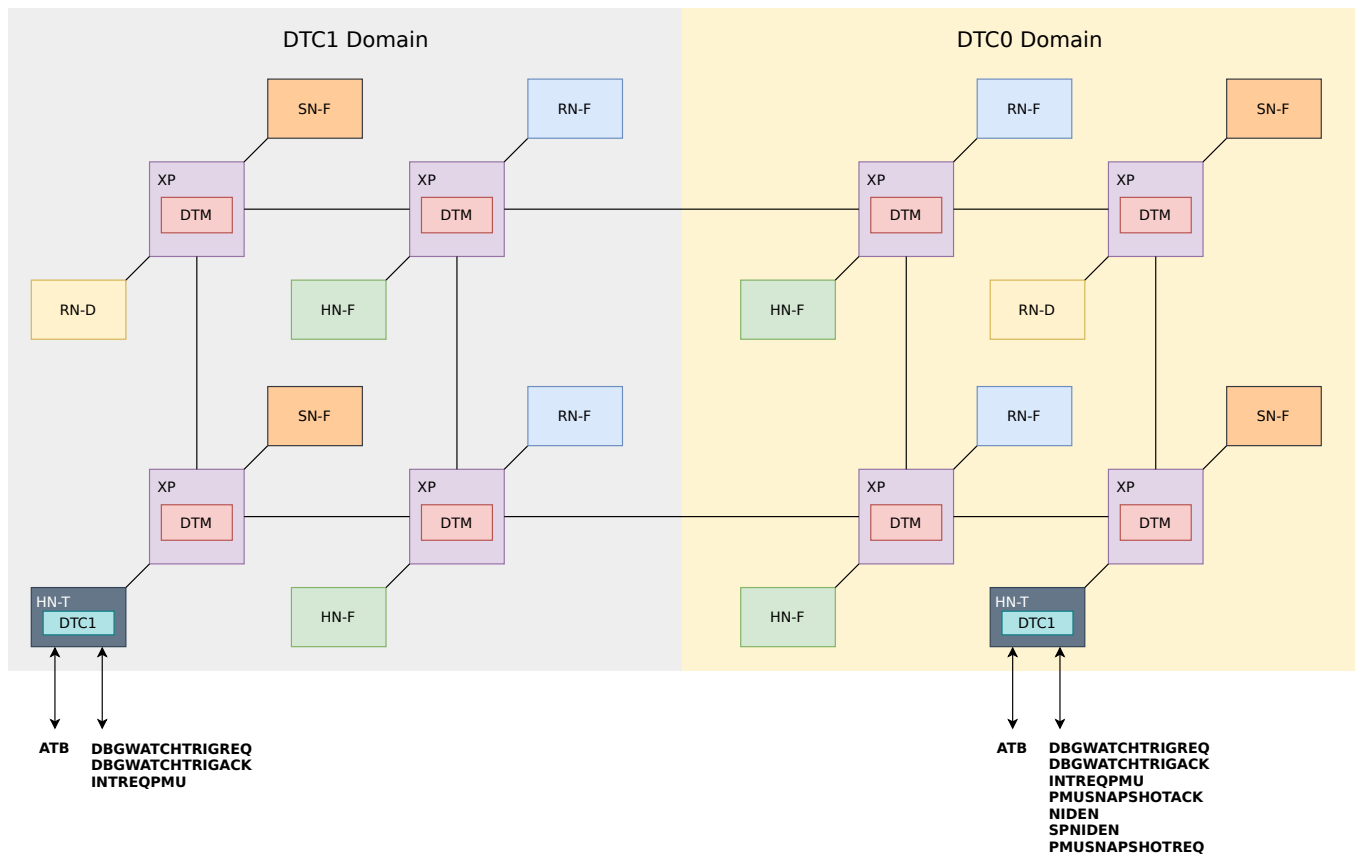 DTC1 Domain
DTC0 Domain
SN-F
RN-F
RN-F
SN-F
XP
XP
XP
XP
DTM
DTM
DTM
DTM
RN-D
HN-F
HN-F
RN-D
SN-F
RN-F
RN-F
SN-F
XP
XP
XP
XP
DTM
DTM
DTM
DTM
HN-T
DTC1
HN-F
HN-F
HN-T
DTC1
ATB
DBGWATCHTRIGREQ
DBGWATCHTRIGACK
INTREQPMU
ATB
DBGWATCHTRIGREQ
DBGWATCHTRIGACK
INTREQPMU
PMUSNAPSHOTACK
NIDEN
SPNIDEN
PMUSNAPSHOTREQ